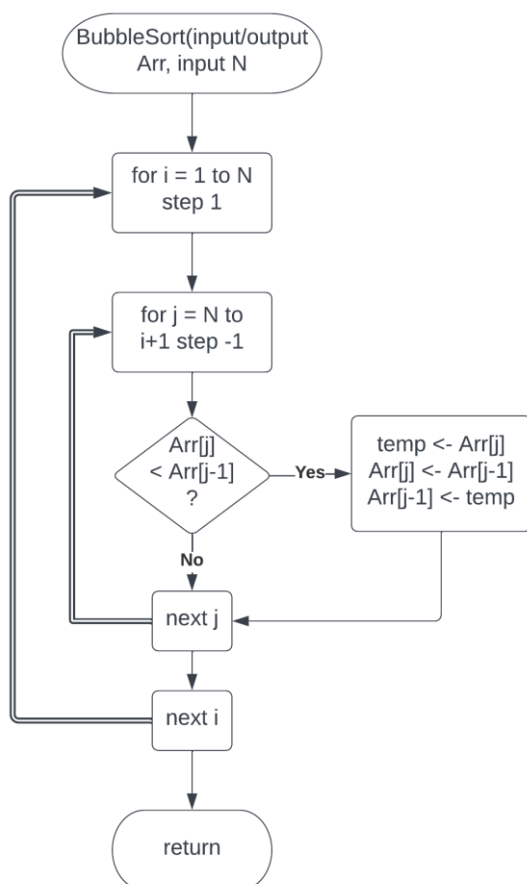 BubbleSort(input/output
Arr, input N
for i = 1 to N
step 1
for j = N to
i+1 step -1
Arr[j]
< Arr[j-1]
?
Yes
temp <- Arr[j]
Arr[j] <- Arr[j-1]
Arr[j-1] <- temp
No
next j
next i
return